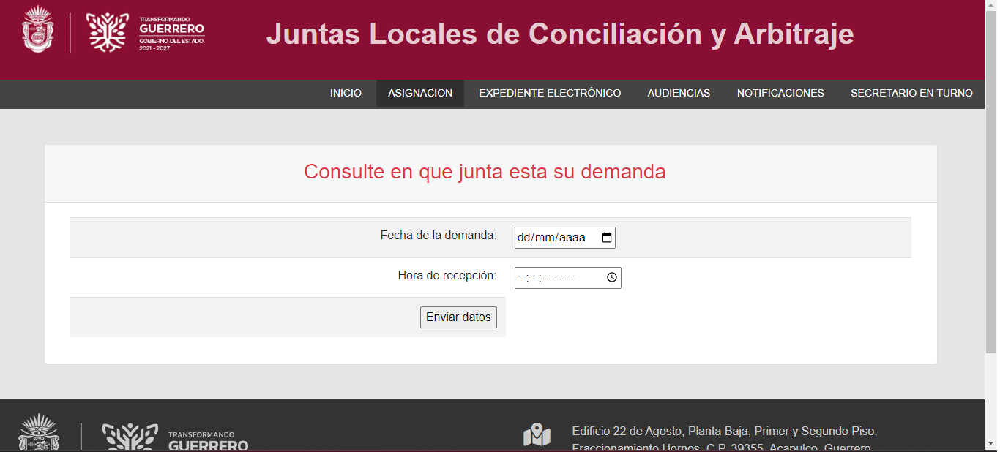 TRANSFORMANDO
GUERRERO
GOBIERNO DEL ESTADO
2021 - 2027
Juntas Locales de Conciliación y Arbitraje
INICIO ASIGNACION EXPEDIENTE ELECTRÓNICO AUDIENCIAS NOTIFICACIONES SECRETARIO EN TURNO
Consulte en que junta esta su demanda
Fecha de la demanda: dd/mm/aaaa
Hora de recepción: --:--:-- -----
Enviar datos
TRANSFORMANDO
GUERRERO
Edificio 22 de Agosto, Planta Baja, Primer y Segundo Piso,
Fraccionamiento Hornos, C.P. 39355, Acapulco, Guerrero